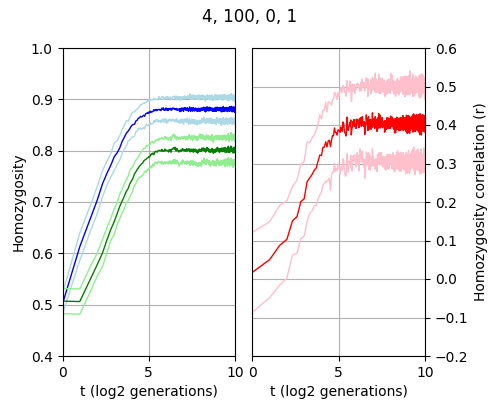 4, 100, 0, 1
1.0
0.9
0.8
0.7
0.6
0.5
0.4
Homozygosity
0 5 10
t (log2 generations)
0.6
0.5
0.4
0.3
0.2
0.1
0.0
−0.1
−0.2
Homozygosity correlation (r)
0 5 10
t (log2 generations)